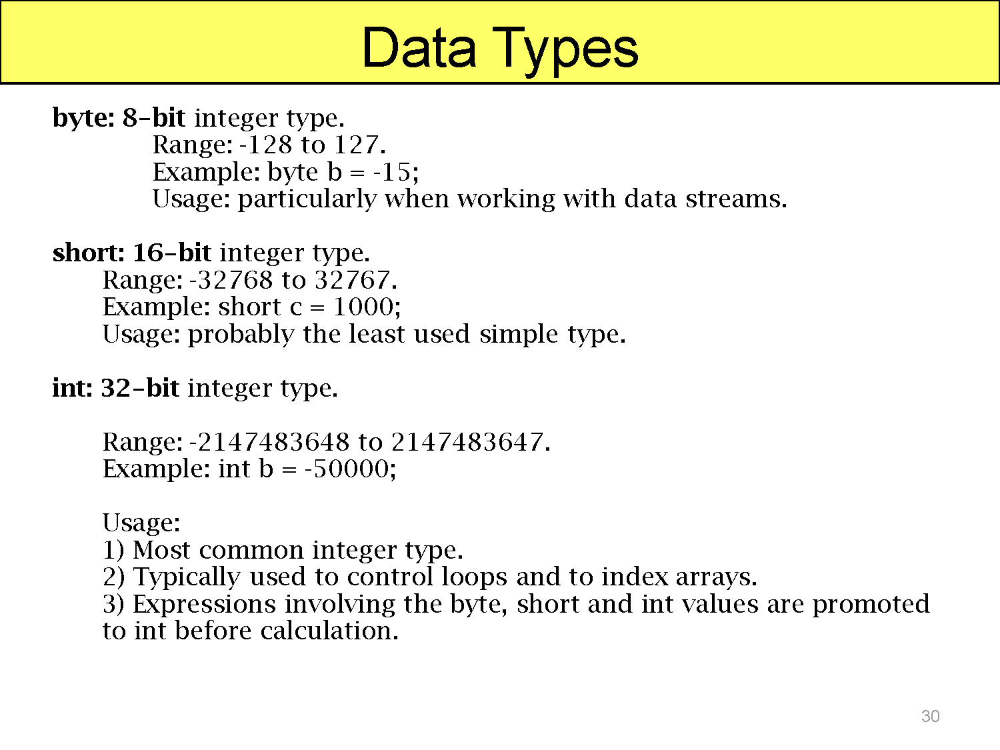 Data Types
byte: 8–bit integer type.
Range: -128 to 127.
Example: byte b = -15;
Usage: particularly when working with data streams.
short: 16–bit integer type.
Range: -32768 to 32767.
Example: short c = 1000;
Usage: probably the least used simple type.
int: 32–bit integer type.
Range: -2147483648 to 2147483647.
Example: int b = -50000;
Usage:
1) Most common integer type.
2) Typically used to control loops and to index arrays.
3) Expressions involving the byte, short and int values are promoted
to int before calculation.
30